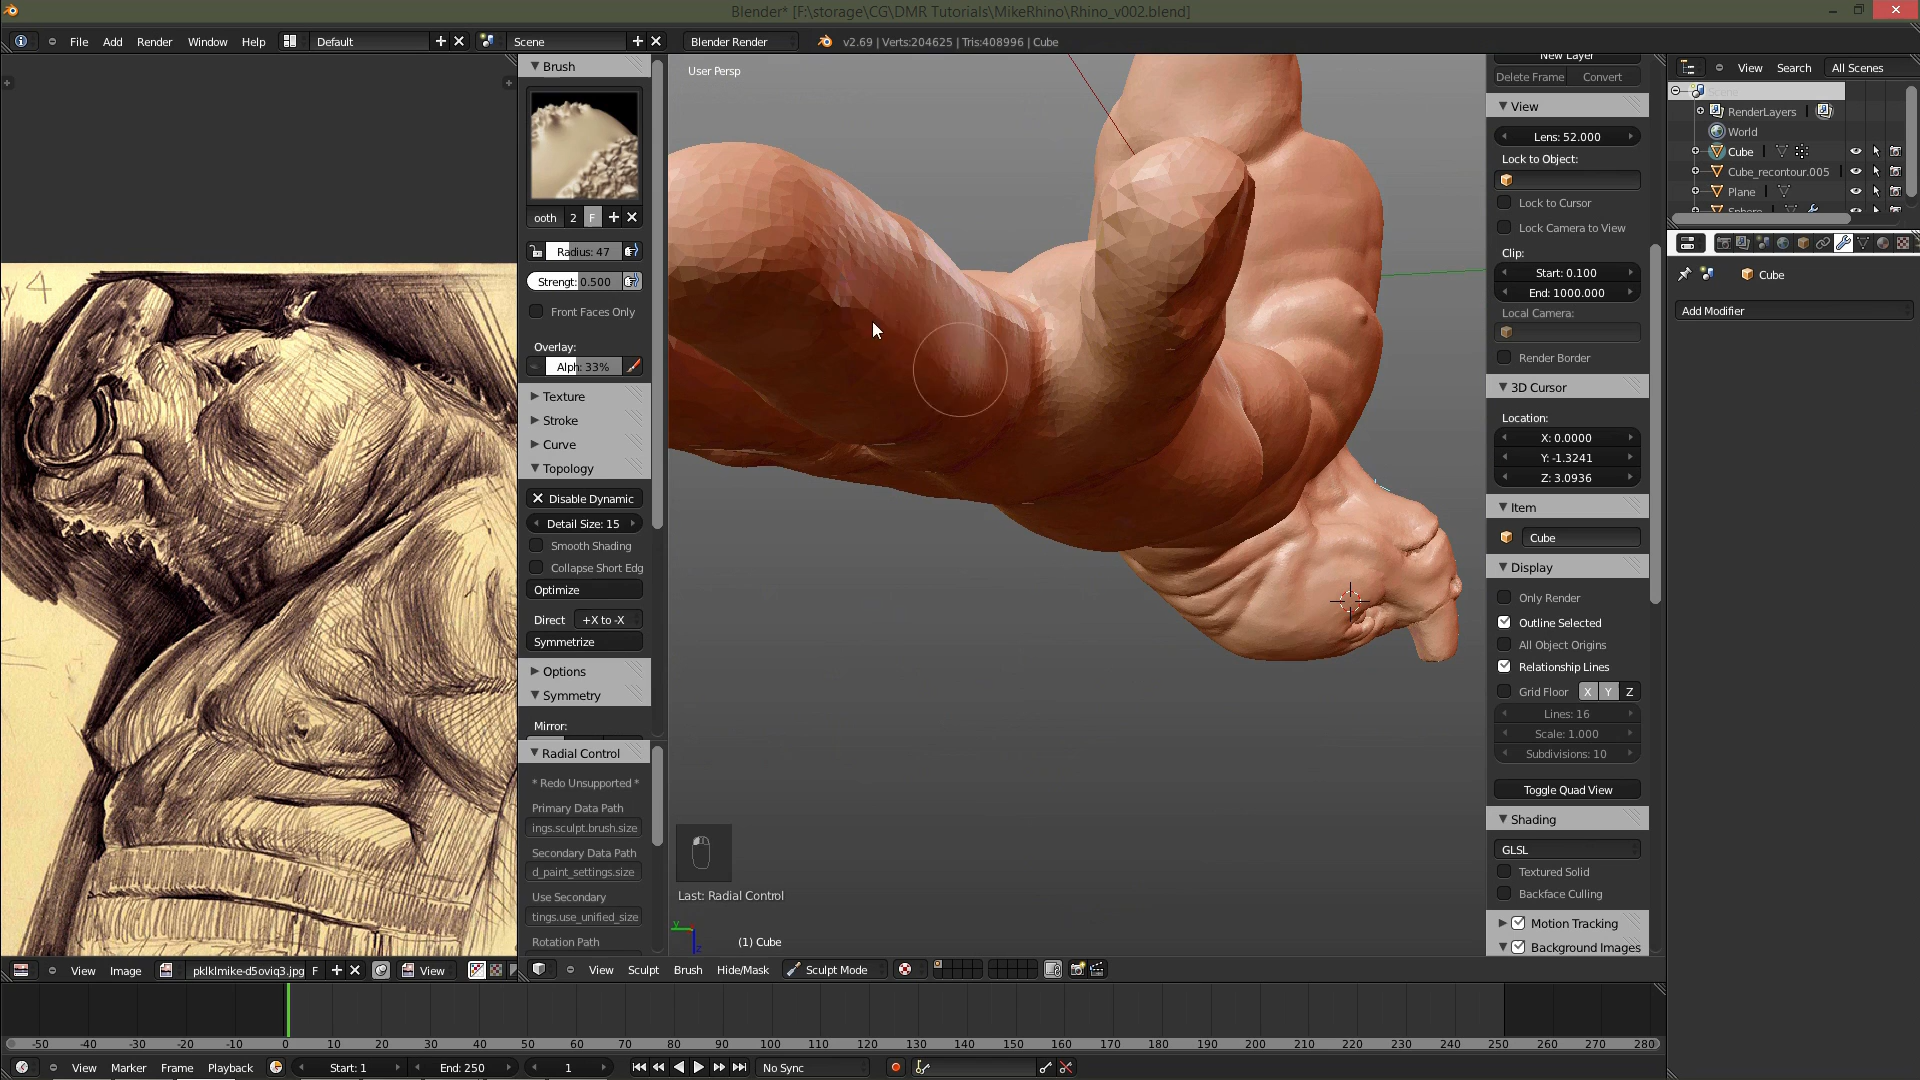 Blender* [F:\storage\CG\DMR Tutorials\MikeRhino\Rhino_v002.blend]
File Add Render Window Help Default Scene Blender Render v2.69 | Verts:204625 | Tris:408996 | Cube
Brush
ooth 2 F
Radius: 47
Strengt: 0.500
Front Faces Only
Overlay:
Alph: 33%
Texture
Stroke
Curve
Topology
Disable Dynamic
Detail Size: 15
Smooth Shading
Collapse Short Edg
Optimize
Direct +X to -X
Symmetrize
Options
Symmetry
Mirror:
Radial Control
* Redo Unsupported *
Primary Data Path
ings.sculpt.brush.size
Secondary Data Path
d_paint_settings.size
Use Secondary
tings.use_unified_size
Rotation Path
User Persp
Last: Radial Control
(1) Cube
New Layer
Delete Frame Convert
View
Lens: 52.000
Lock to Object:
Lock to Cursor
Lock Camera to View
Clip:
Start: 0.100
End: 1000.000
Local Camera:
Render Border
3D Cursor
Location:
X: 0.0000
Y: -1.3241
Z: 3.0936
Item
Cube
Display
Only Render
Outline Selected
All Object Origins
Relationship Lines
Grid Floor X Y Z
Lines: 16
Scale: 1.000
Subdivisions: 10
Toggle Quad View
Shading
GLSL
Textured Solid
Backface Culling
Motion Tracking
Background Images
View Search All Scenes
Scene
RenderLayers
World
Cube
Cube_recontour.005
Plane
Sphere
Cube
Add Modifier
View Image pklklmike-d5oviq3.jpg F View
View Sculpt Brush Hide/Mask Sculpt Mode
-50 -40 -30 -20 -10 0 10 20 30 40 50 60 70 80 90 100 110 120 130 140 150 160 170 180 190 200 210 220 230 240 250 260 270 280
View Marker Frame Playback Start: 1 End: 250 1 No Sync